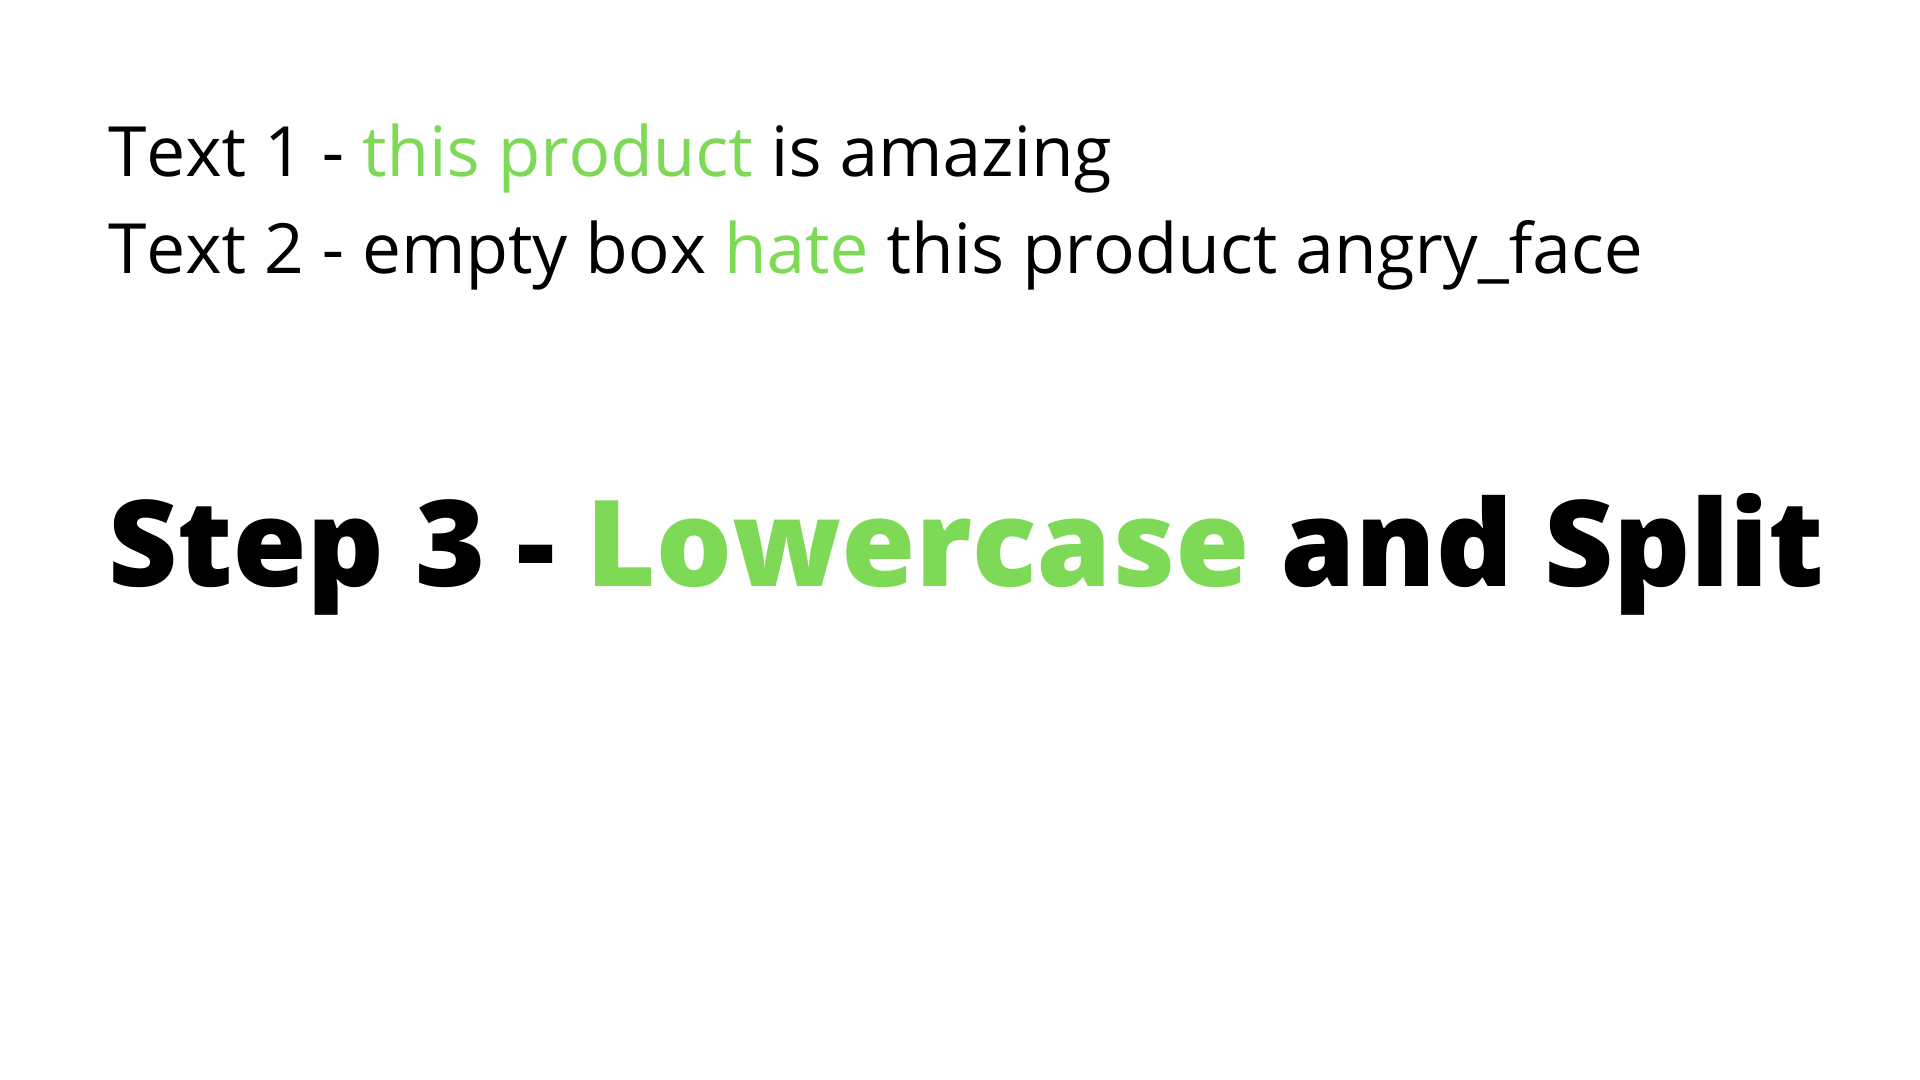 Text 1 - this product is amazing
Text 2 - empty box hate this product angry_face
Step 3 - Lowercase and Split